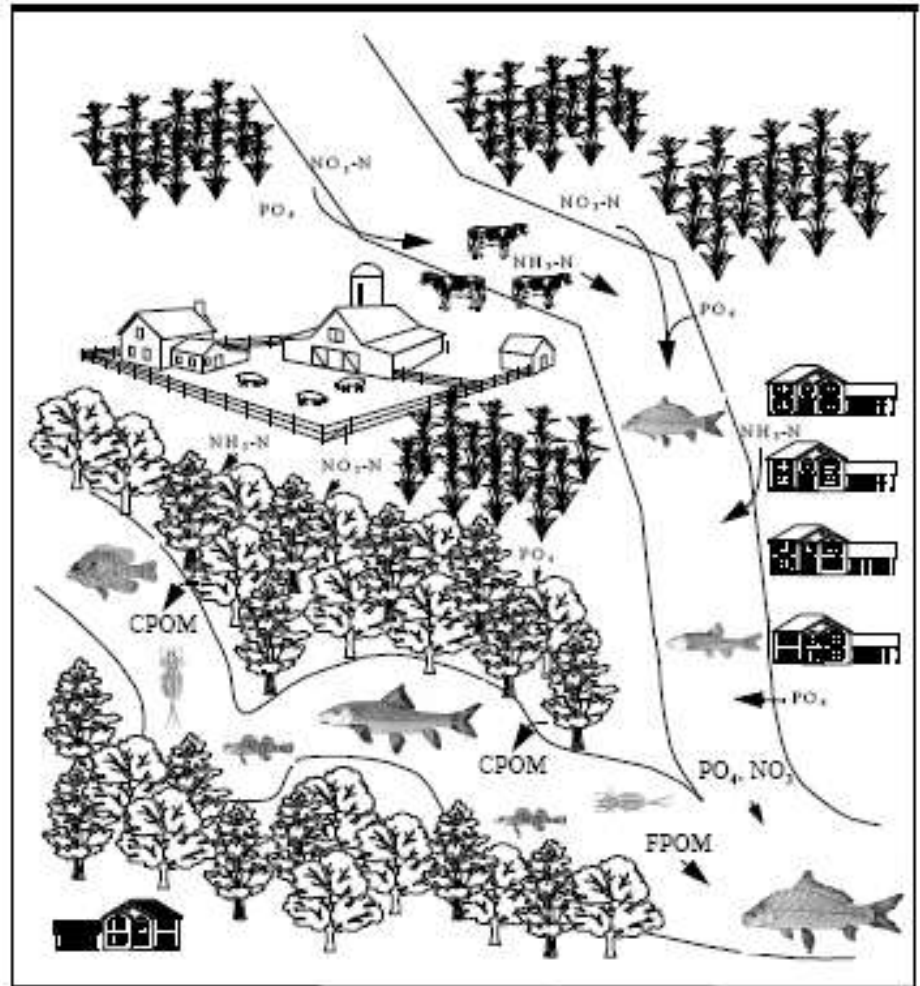 NO₃-N
PO₄
NO₃-N
NH₃-N
PO₄
NH₃-N
NH₃-N
NO₃-N
PO₄
CPOM
PO₄
CPOM
PO₄, NO₃
FPOM